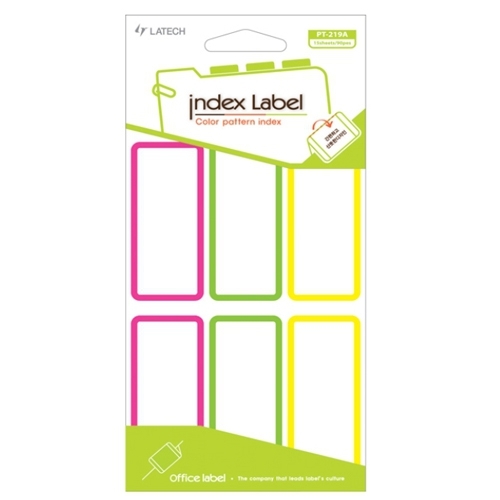 LATECH
PT-219A
index Label
Color pattern index
Office label • The company that leads label's culture